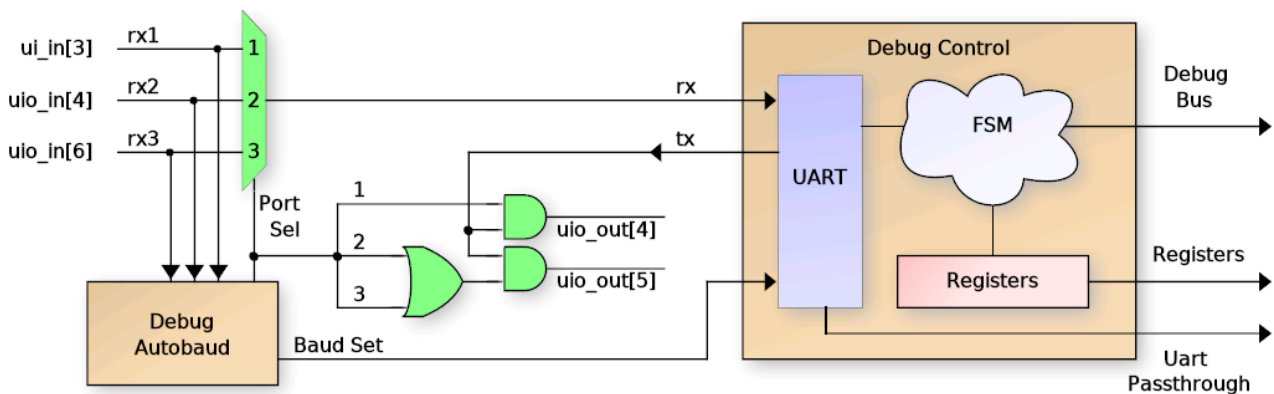 ui_in[3]
rx1
1
uio_in[4]
rx2
2
rx
uio_in[6]
rx3
3
tx
Port
Sel
1
2
3
uio_out[4]
uio_out[5]
Debug
Autobaud
Baud Set
Debug Control
UART
FSM
Registers
Debug
Bus
Registers
Uart
Passthrough